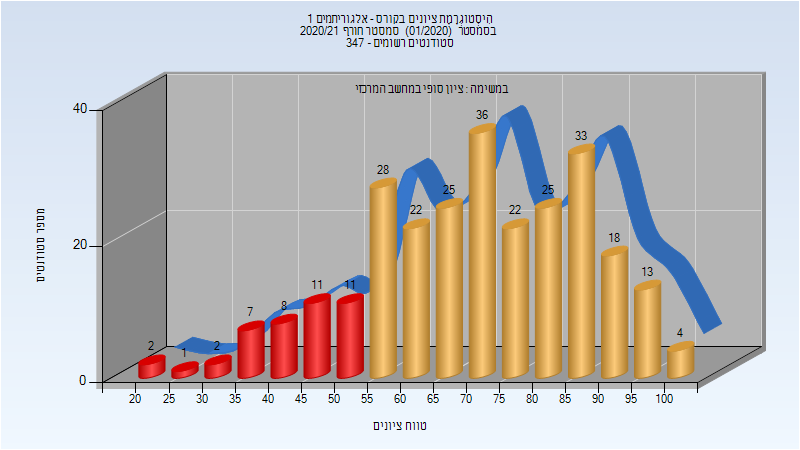 היסטוגרמת ציונים בקורס - אלגוריתמים 1
בסמסטר (01/2020) סמסטר חורף 2020/21
סטודנטים רשומים - 347
במשימה : ציון סופי במחשב המרכזי
מספר סטודנטים
40
20
0
2
1
2
7
8
11
11
28
22
25
36
22
25
33
18
13
4
20 25 30 35 40 45 50 55 60 65 70 75 80 85 90 95 100
טווח ציונים